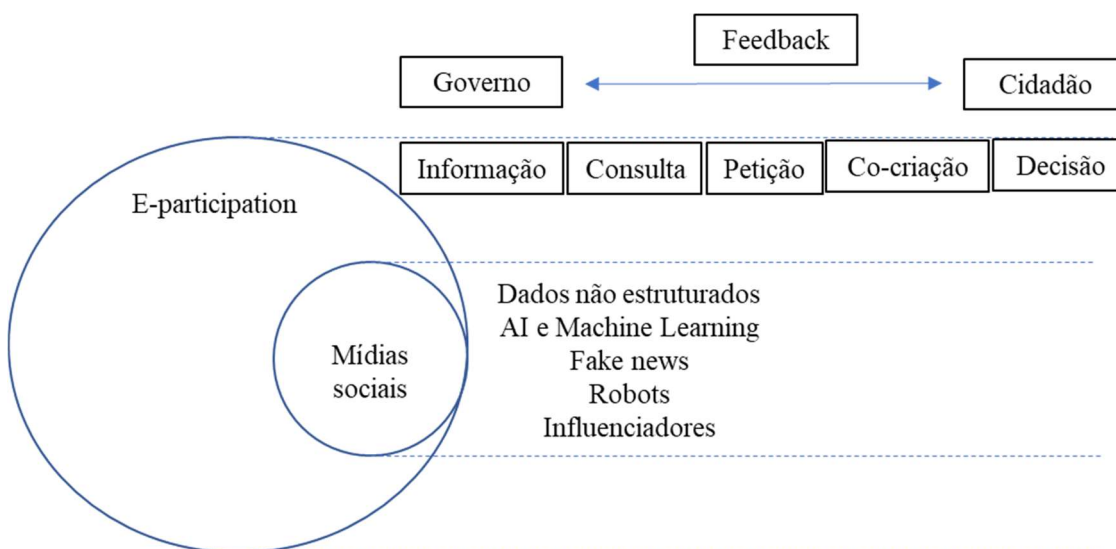 Feedback
Governo
Cidadão
Informação
Consulta
Petição
Co-criação
Decisão
E-participation
Mídias
sociais
Dados não estruturados
AI e Machine Learning
Fake news
Robots
Influenciadores